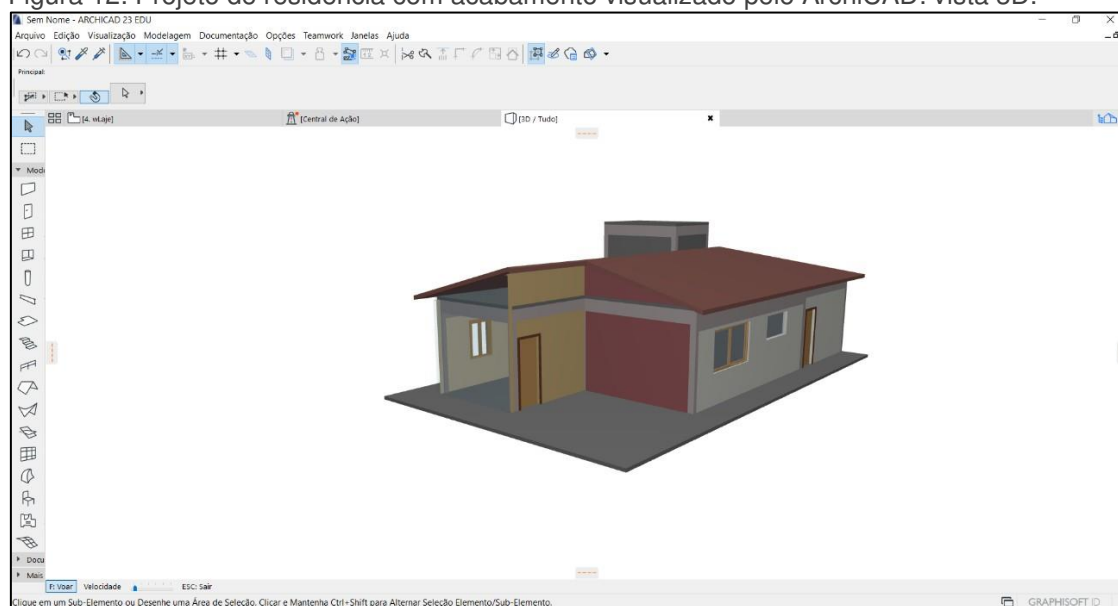 Figura 12: Projeto de residência com acabamento visualizado pelo ArchiCAD: vista 3D.
Sem Nome - ARCHICAD 23 EDU
Arquivo Edição Visualização Modelagem Documentação Opções Teamwork Janelas Ajuda
Principal:
[4. wLaje]
[Central de Ação]
[3D / Tudo]
Mode
Docu
Mais
F: Voar Velocidade ESC: Sair
Clique em um Sub-Elemento ou Desenhe uma Área de Seleção. Clicar e Mantenha Ctrl+Shift para Alternar Seleção Elemento/Sub-Elemento.
GRAPHISOFT ID